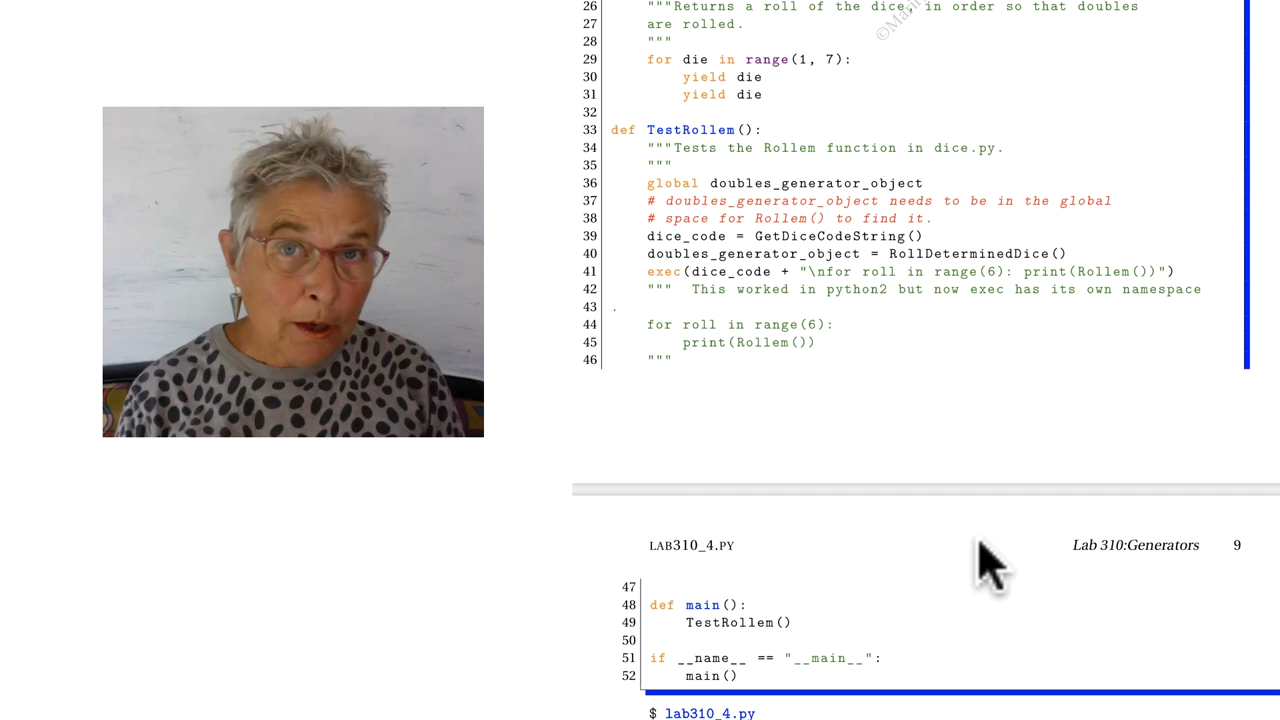 26 """Returns a roll of the dice, in order so that doubles
27 are rolled.
28 """
29 for die in range(1, 7):
30 yield die
31 yield die
32
33 def TestRollem():
34 """Tests the Rollem function in dice.py.
35 """
36 global doubles_generator_object
37 # doubles_generator_object needs to be in the global
38 # space for Rollem() to find it.
39 dice_code = GetDiceCodeString()
40 doubles_generator_object = RollDeterminedDice()
41 exec(dice_code + "\nfor roll in range(6): print(Rollem())")
42 """  This worked in python2 but now exec has its own namespace
43 .
44 for roll in range(6):
45 print(Rollem())
46 """
LAB310_4.PY Lab 310:Generators 9
47
48 def main():
49 TestRollem()
50
51 if __name__ == "__main__":
52 main()
$ lab310_4.py